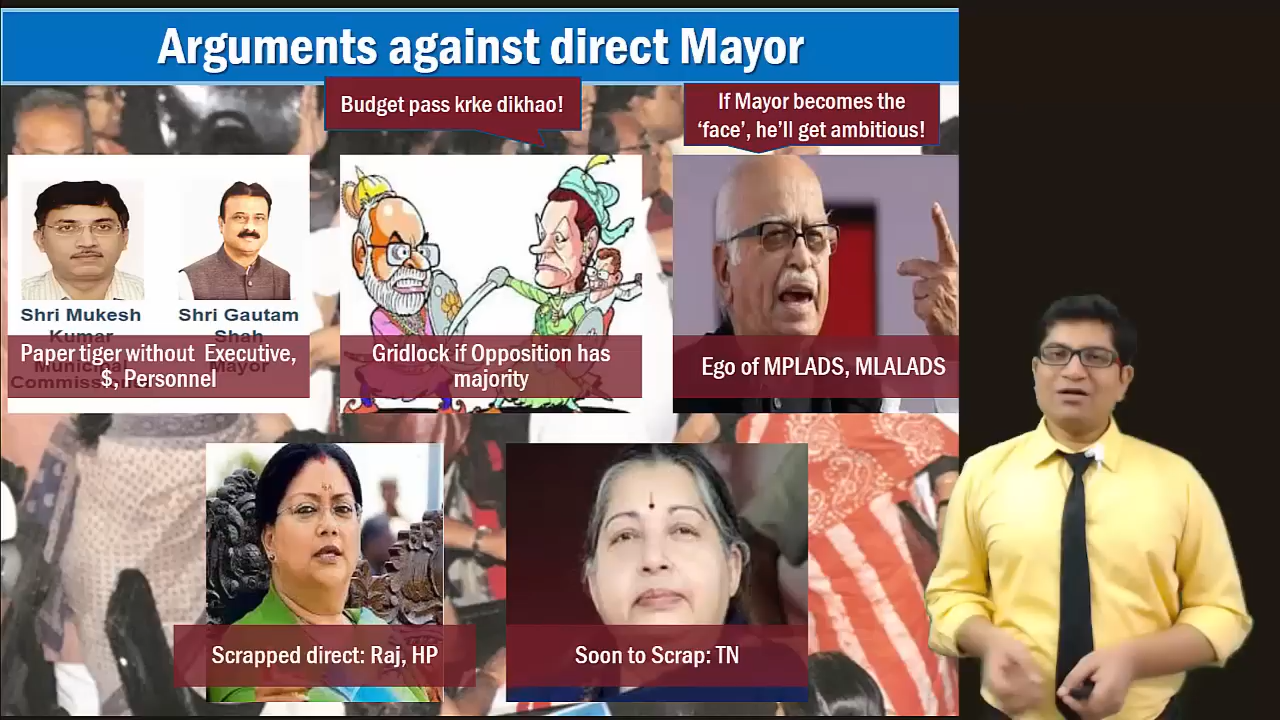 Arguments against direct Mayor
Budget pass krke dikhao!
If Mayor becomes the
‘face’, he’ll get ambitious!
Shri Mukesh
Kumar
Municipal
Shri Gautam
Shah
Mayor
Paper tiger without Executive,
$, Personnel
Gridlock if Opposition has
majority
Ego of MPLADS, MLALADS
Scrapped direct: Raj, HP
Soon to Scrap: TN